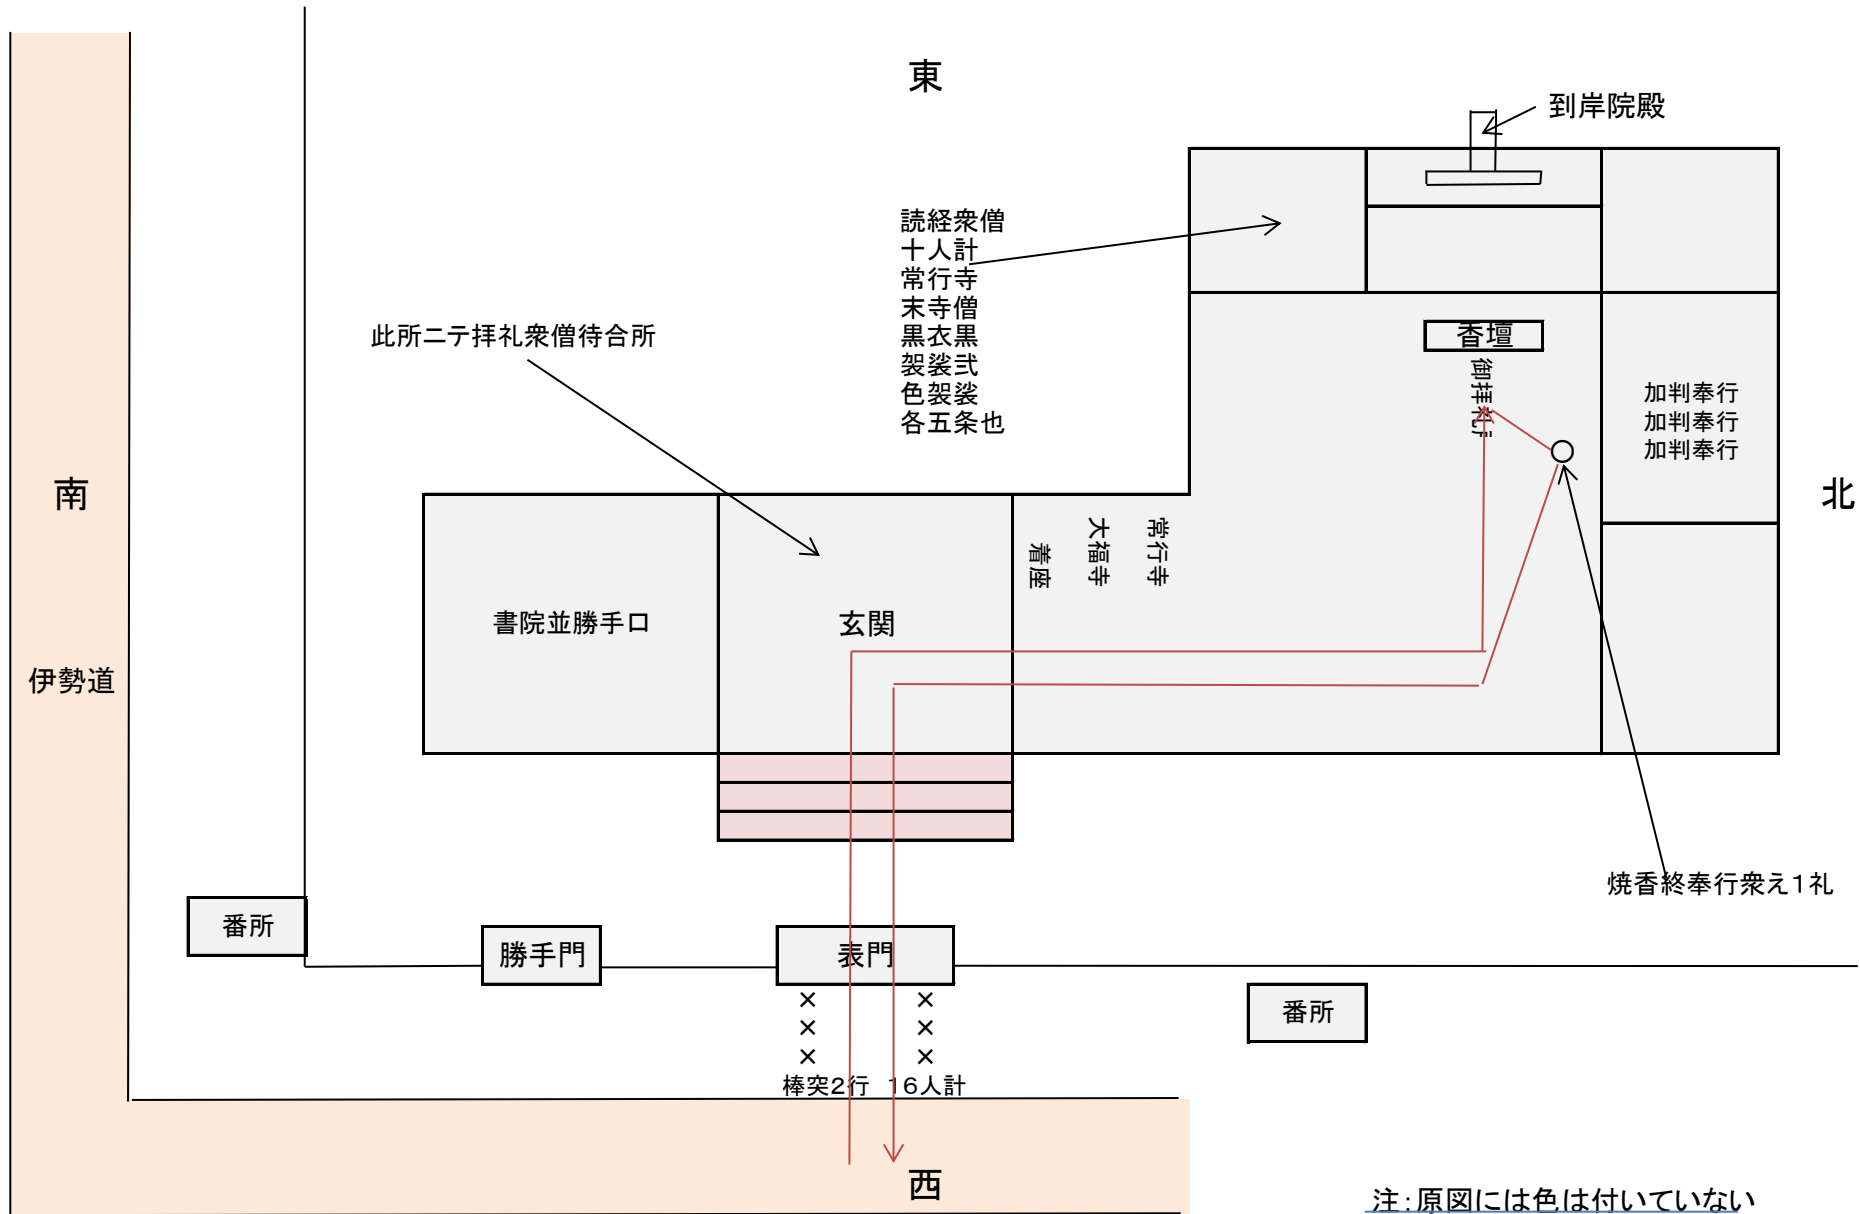 東
到岸院殿
読経衆僧
十人計
常行寺
末寺僧
黒衣黒
袈裟弐
色袈裟
各五条也
此所ニテ拝礼衆僧待合所
香壇
御拝礼
加判奉行
加判奉行
加判奉行
南
北
常行寺
大福寺
着座
書院並勝手口
玄関
伊勢道
焼香終奉行衆え1礼
番所
勝手門
表門
番所
×　×
×　×
×　×
棒突2行　16人計
西
注：原図には色は付いていない